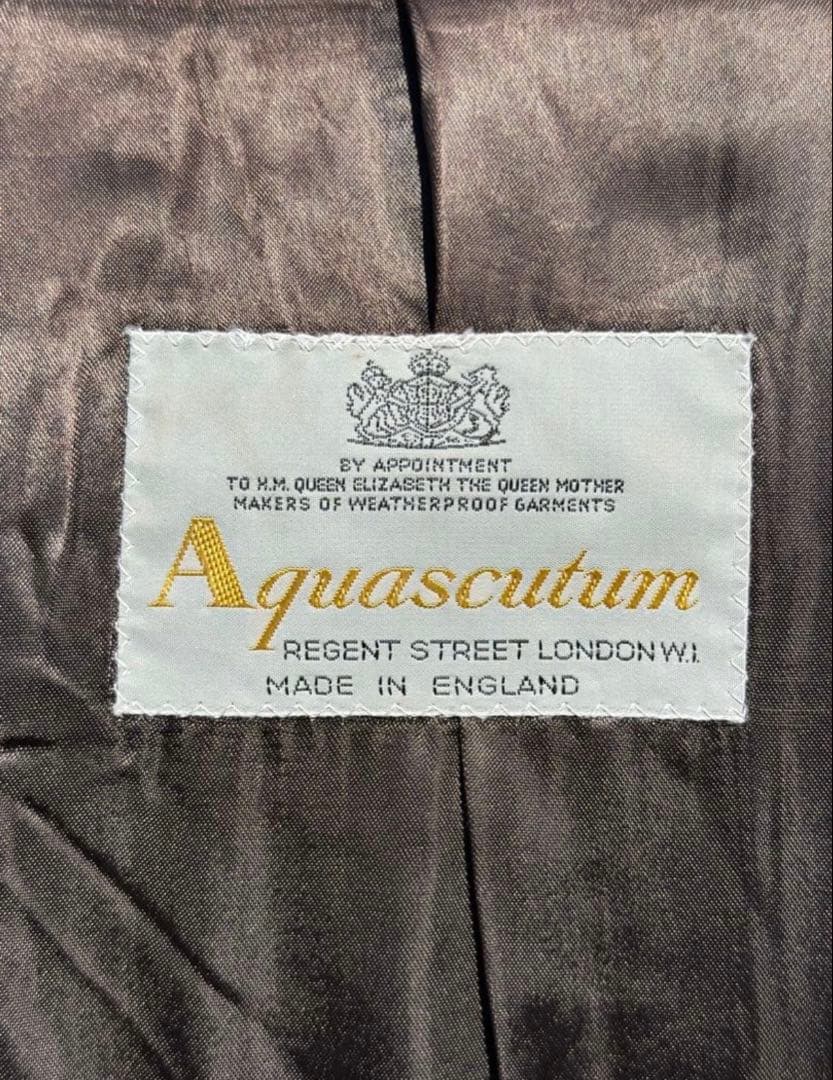 BY APPOINTMENT
TO H.M. QUEEN ELIZABETH THE QUEEN MOTHER
MAKERS OF WEATHERPROOF GARMENTS
Aquascutum
REGENT STREET LONDON W.1.
MADE IN ENGLAND